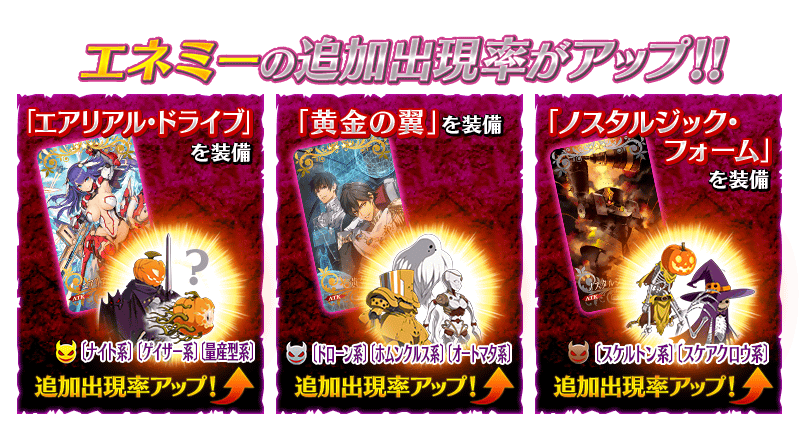 エネミーの追加出現率がアップ!!
「エアリアル・ドライブ」
を装備
ATK
?
〔ナイト系〕〔ゲイザー系〕〔量産型系〕
追加出現率アップ!
「黄金の翼」を装備
ATK
〔ドローン系〕〔ホムンクルス系〕〔オートマタ系〕
追加出現率アップ!
「ノスタルジック・
フォーム」
を装備
ATK
〔スケルトン系〕〔スケアクロウ系〕
追加出現率アップ!